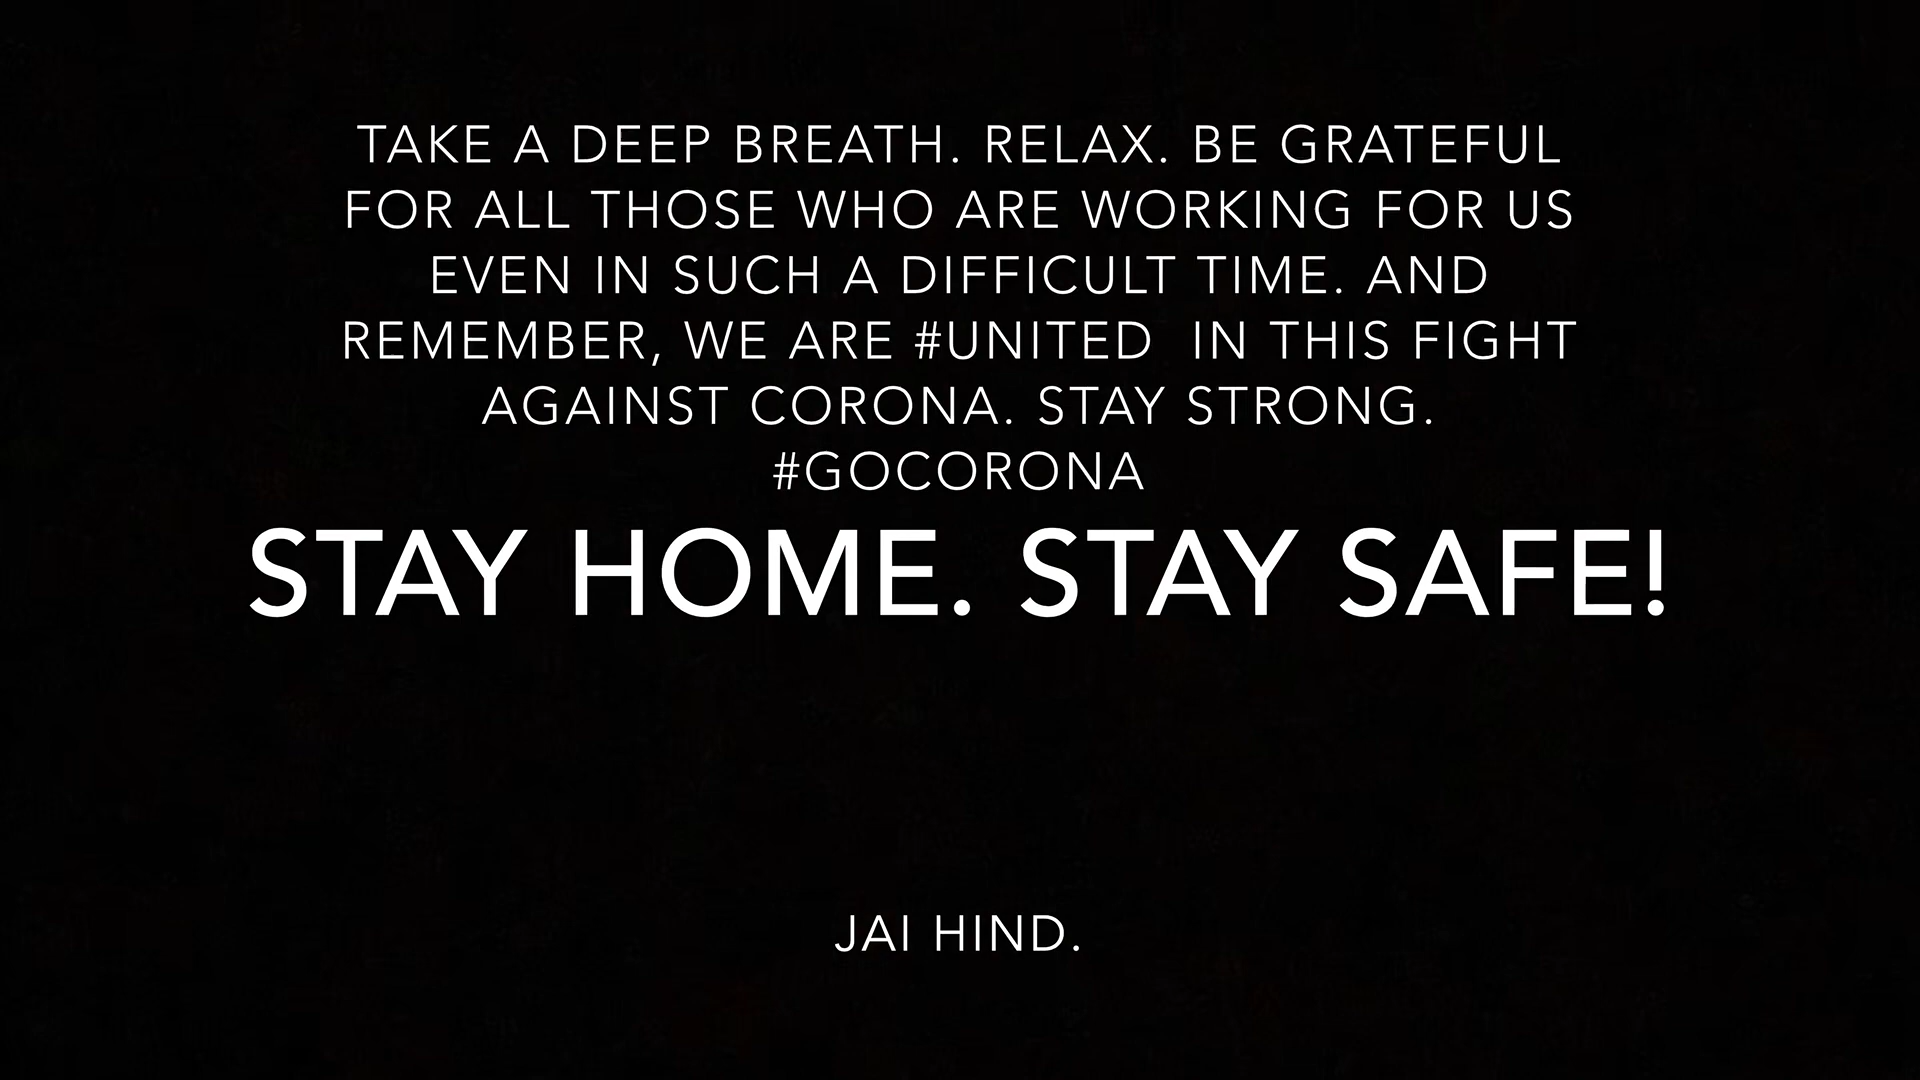 TAKE A DEEP BREATH. RELAX. BE GRATEFUL
FOR ALL THOSE WHO ARE WORKING FOR US
EVEN IN SUCH A DIFFICULT TIME. AND
REMEMBER, WE ARE #UNITED  IN THIS FIGHT
AGAINST CORONA. STAY STRONG.
#GOCORONA
STAY HOME. STAY SAFE!
JAI HIND.